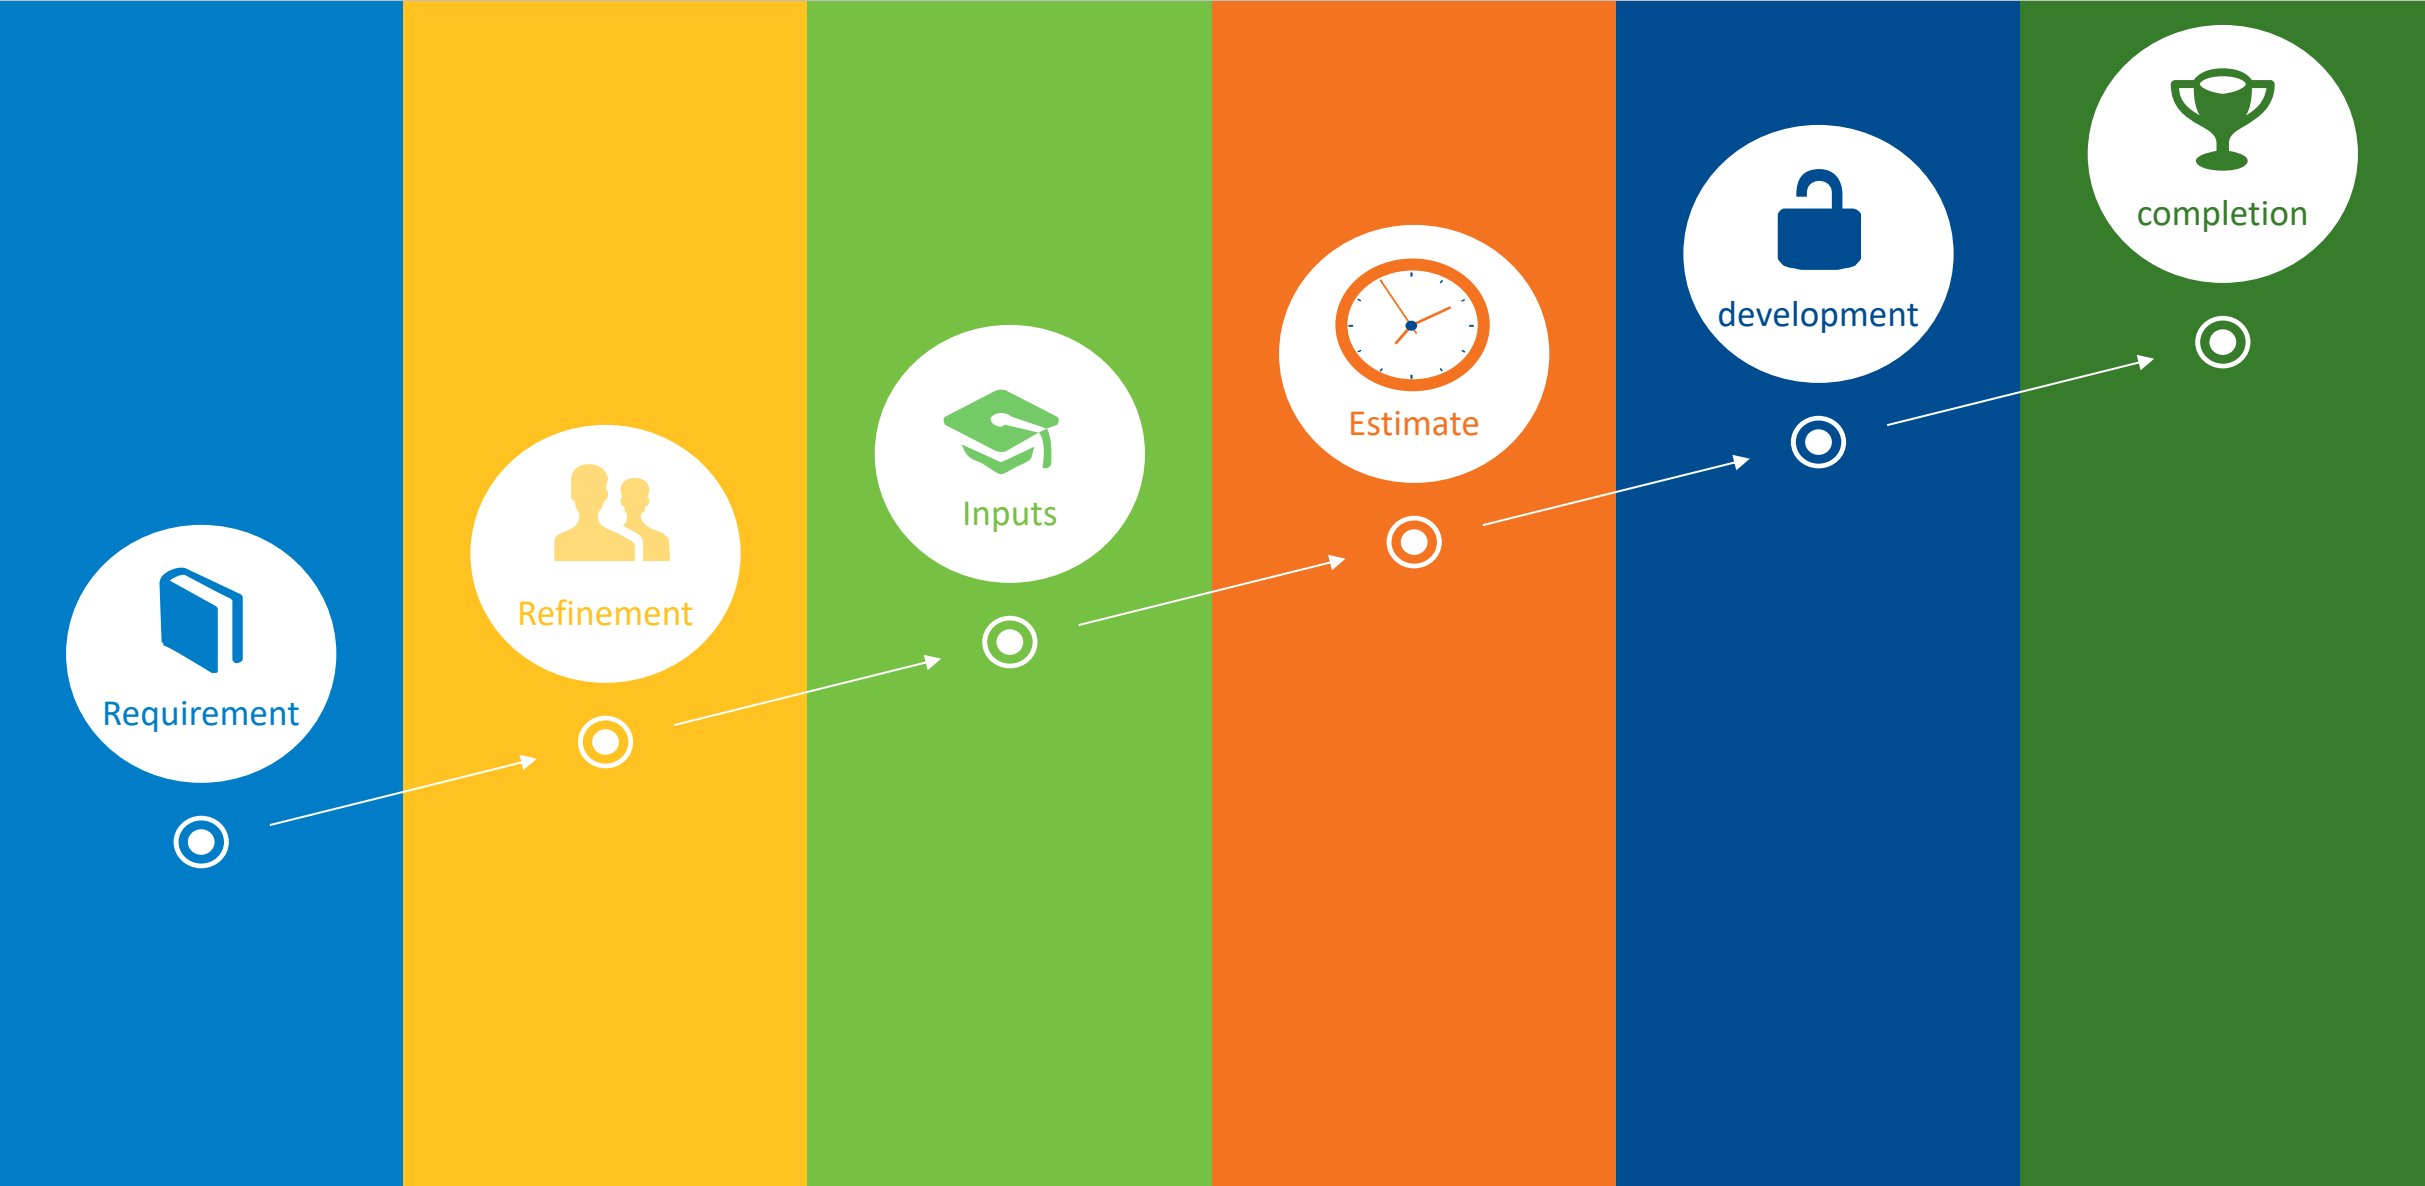 Requirement
Refinement
Inputs
Estimate
development
completion